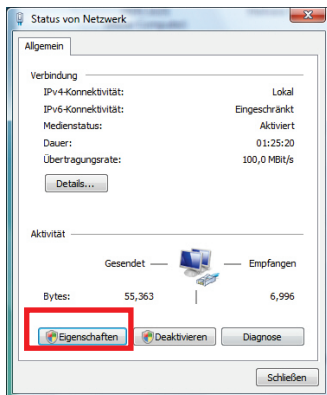 Status von Netzwerk
Allgemein
Verbindung
IPv4-Konnektivität: Lokal
IPv6-Konnektivität: Eingeschränkt
Medienstatus: Aktiviert
Dauer: 01:25:20
Übertragungsrate: 100,0 MBit/s
Details...
Aktivität
Gesendet — — Empfangen
Bytes: 55,363 | 6,996
Eigenschaften Deaktivieren Diagnose
Schließen